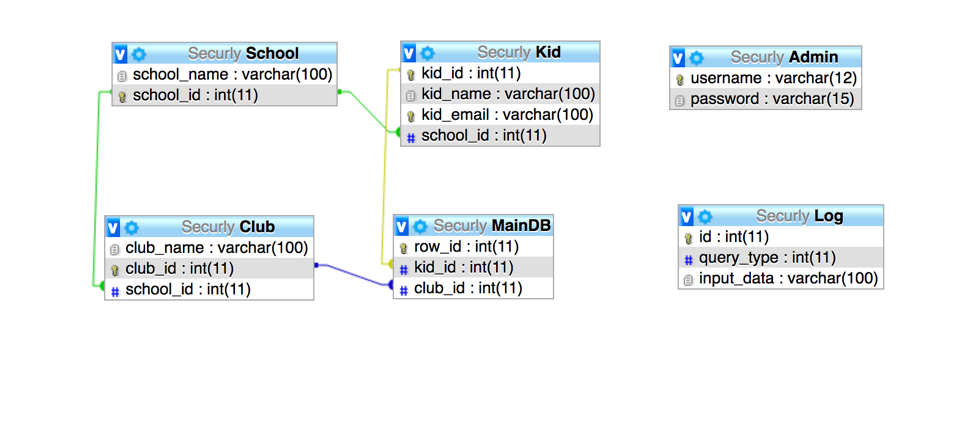 Securly School
school_name : varchar(100)
school_id : int(11)
Securly Kid
kid_id : int(11)
kid_name : varchar(100)
kid_email : varchar(100)
# school_id : int(11)
Securly Admin
username : varchar(12)
password : varchar(15)
Securly Club
club_name : varchar(100)
club_id : int(11)
# school_id : int(11)
Securly MainDB
row_id : int(11)
# kid_id : int(11)
# club_id : int(11)
Securly Log
id : int(11)
# query_type : int(11)
input_data : varchar(100)